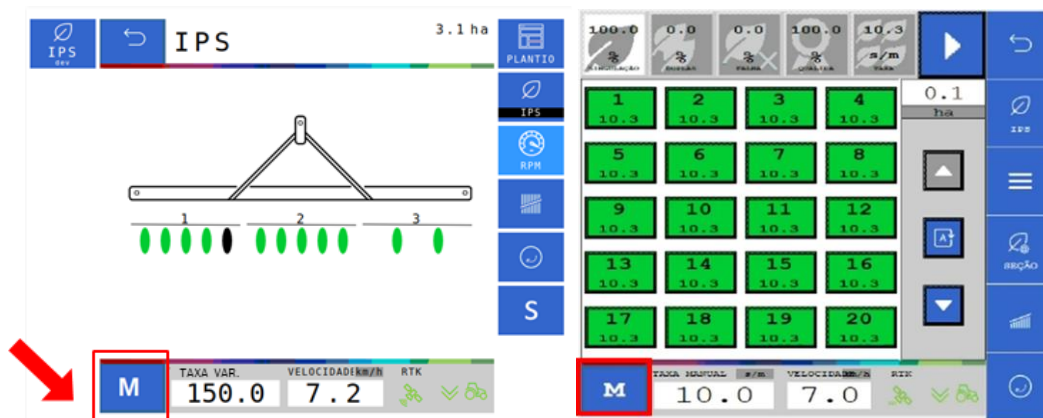 IPS
dev
IPS
3.1 ha
PLANTIO
IPS
RPM
S
1 2 3
M
TAXA VAR.
150.0
VELOCIDADE km/h
7.2
RTK
100.0
%
0.0
%
0.0
%
100.0
%
10.3
s/m
0.1
ha
1
10.3
2
10.3
3
10.3
4
10.3
5
10.3
6
10.3
7
10.3
8
10.3
9
10.3
10
10.3
11
10.3
12
10.3
13
10.3
14
10.3
15
10.3
16
10.3
17
10.3
18
10.3
19
10.3
20
10.3
IPS
A
SEÇÃO
M
TAXA MANUAL s/m
10.0
VELOCIDADE km/h
7.0
RTK